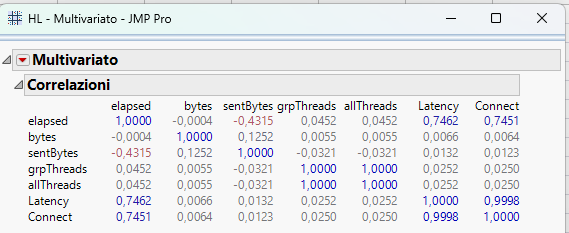 HL - Multivariato - JMP Pro
Multivariato
Correlazioni
elapsed bytes sentBytes grpThreads allThreads Latency Connect
elapsed 1,0000 -0,0004 -0,4315 0,0452 0,0452 0,7462 0,7451
bytes -0,0004 1,0000 0,1252 0,0055 0,0055 0,0066 0,0064
sentBytes -0,4315 0,1252 1,0000 -0,0321 -0,0321 0,0132 0,0123
grpThreads 0,0452 0,0055 -0,0321 1,0000 1,0000 0,0250 0,0250
allThreads 0,0452 0,0055 -0,0321 1,0000 1,0000 0,0252 0,0250
Latency 0,7462 0,0066 0,0132 0,0250 0,0252 1,0000 0,9998
Connect 0,7451 0,0064 0,0123 0,0250 0,0250 0,9998 1,0000